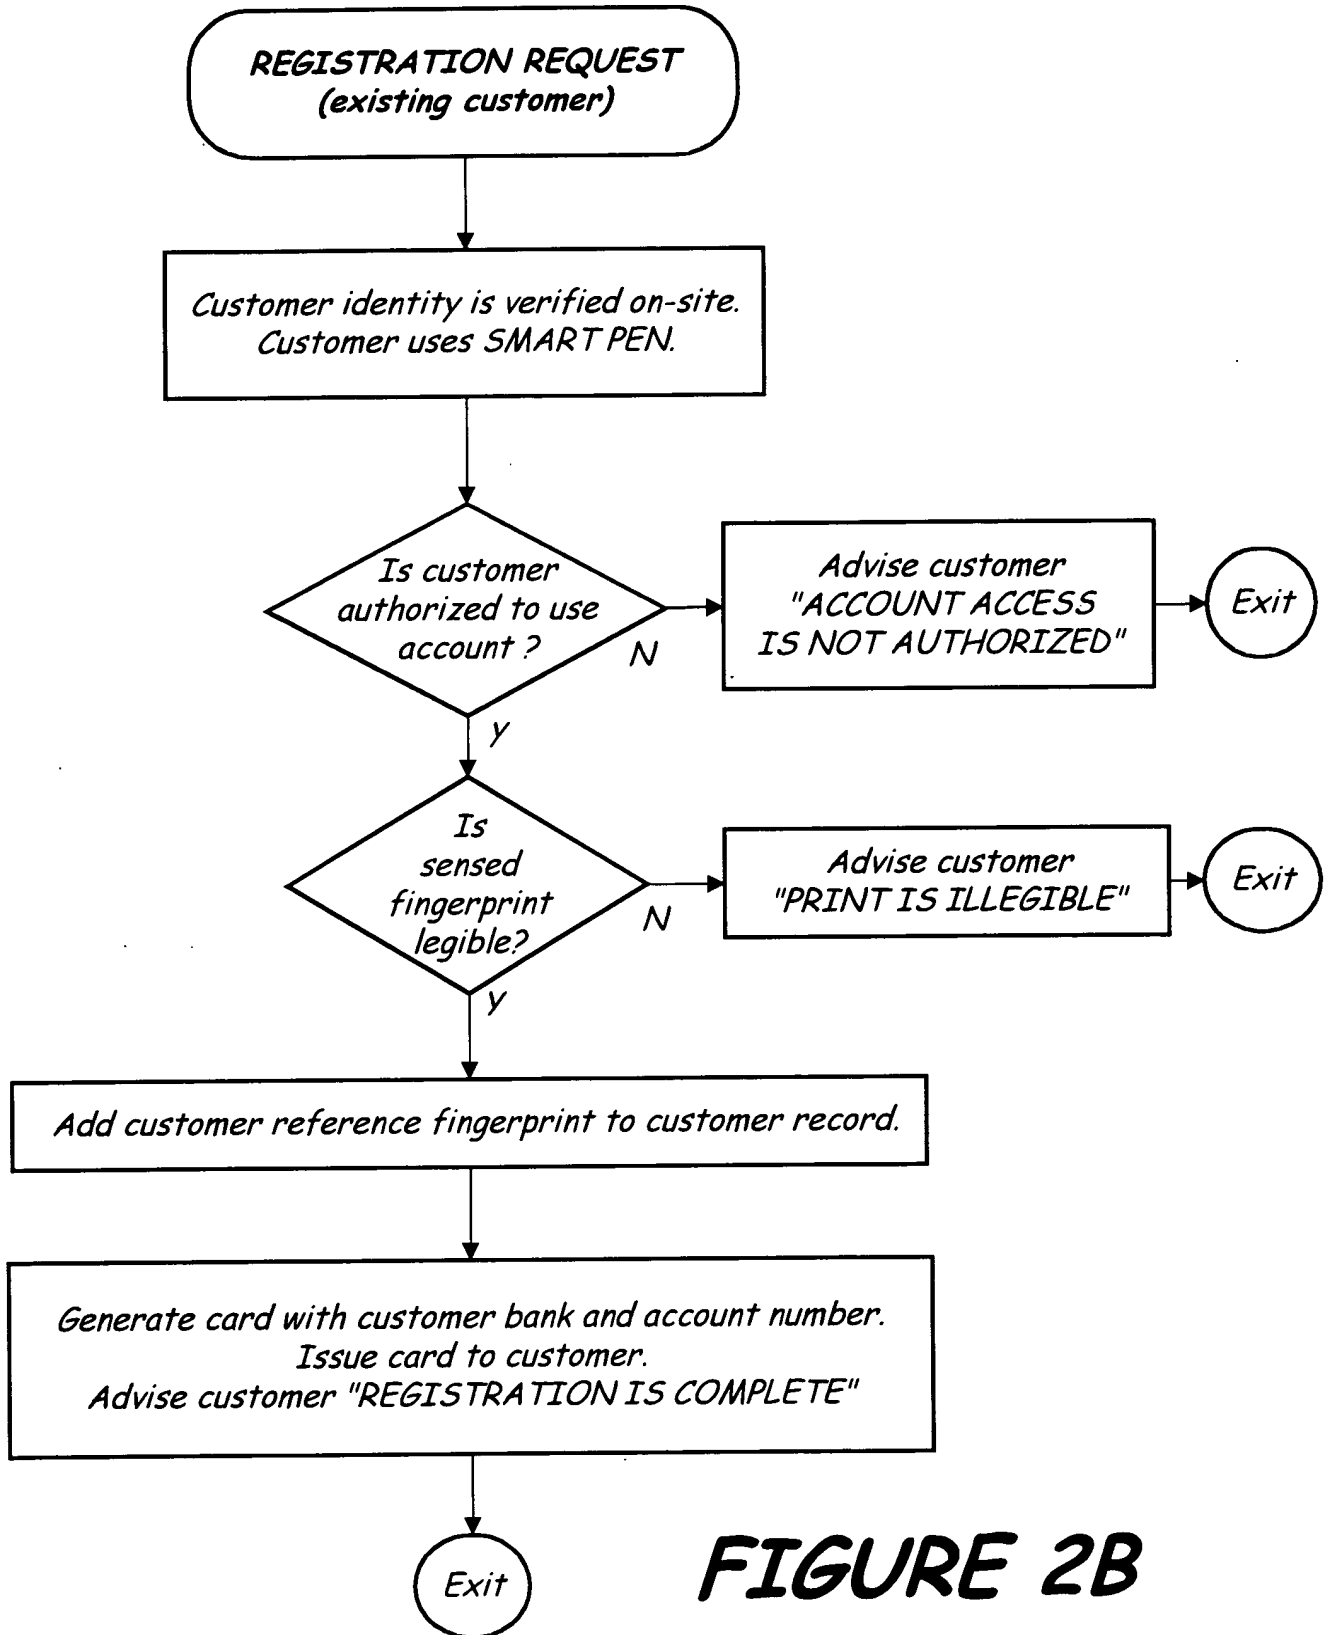 REGISTRATION REQUEST
(existing customer)
Customer identity is verified on-site.
Customer uses SMART PEN.
Is customer
authorized to use
account ?
N
Advise customer
"ACCOUNT ACCESS
IS NOT AUTHORIZED"
Exit
Y
Is
sensed
fingerprint
legible?
N
Advise customer
"PRINT IS ILLEGIBLE"
Exit
Y
Add customer reference fingerprint to customer record.
Generate card with customer bank and account number.
Issue card to customer.
Advise customer "REGISTRATION IS COMPLETE"
Exit
FIGURE 2B